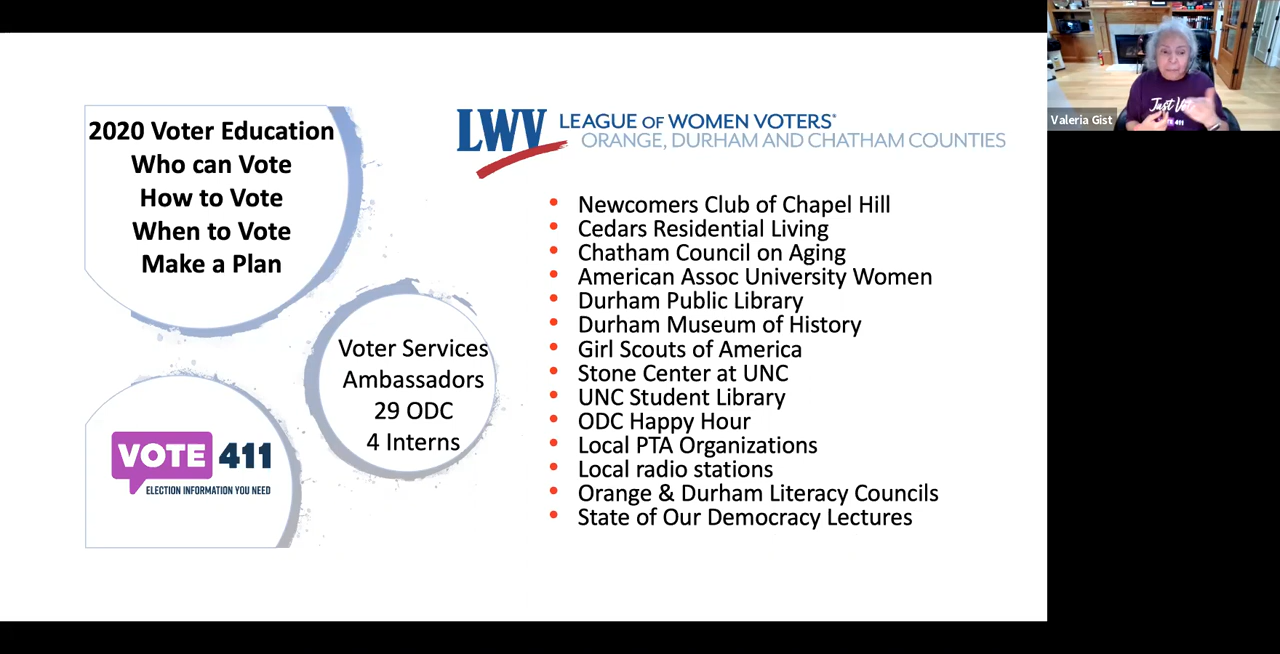 2020 Voter Education
Who can Vote
How to Vote
When to Vote
Make a Plan
Voter Services
Ambassadors
29 ODC
4 Interns
VOTE 411
ELECTION INFORMATION YOU NEED
LWV LEAGUE OF WOMEN VOTERS®
ORANGE, DURHAM AND CHATHAM COUNTIES
• Newcomers Club of Chapel Hill
• Cedars Residential Living
• Chatham Council on Aging
• American Assoc University Women
• Durham Public Library
• Durham Museum of History
• Girl Scouts of America
• Stone Center at UNC
• UNC Student Library
• ODC Happy Hour
• Local PTA Organizations
• Local radio stations
• Orange & Durham Literacy Councils
• State of Our Democracy Lectures
Valeria Gist
Just
411